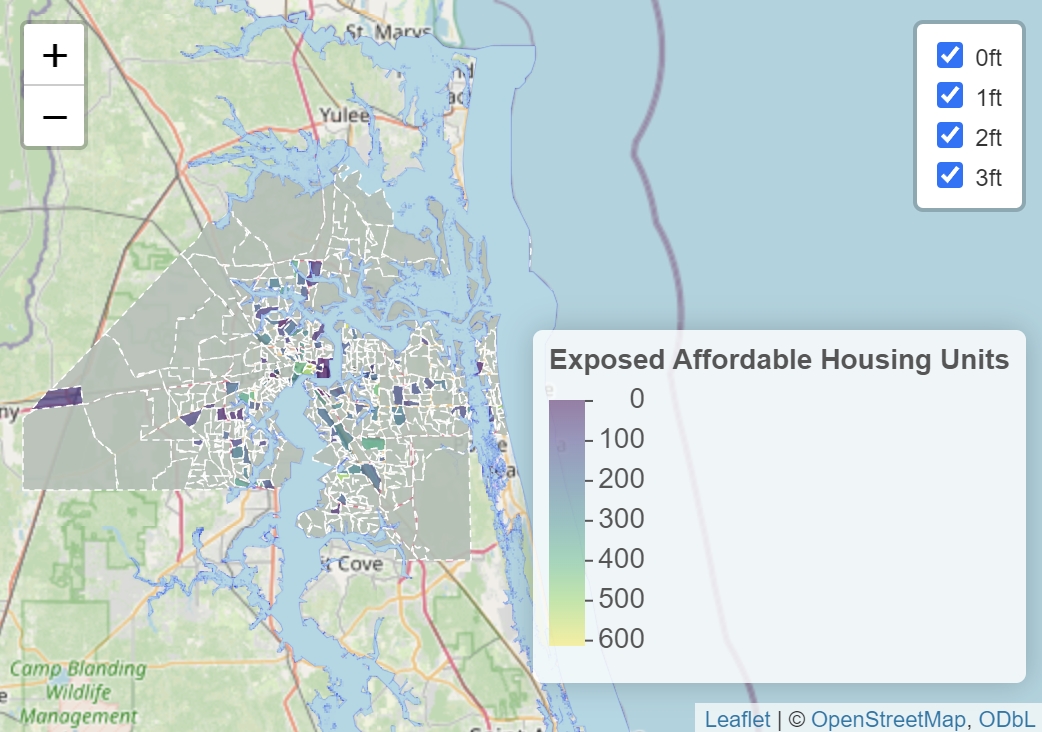 St. Marys
+
−
Yulee
0ft
1ft
2ft
3ft
Exposed Affordable Housing Units
0
100
200
300
400
500
600
ny
Cove
Camp Blanding
Wildlife
Management
Leaflet | © OpenStreetMap, ODbL